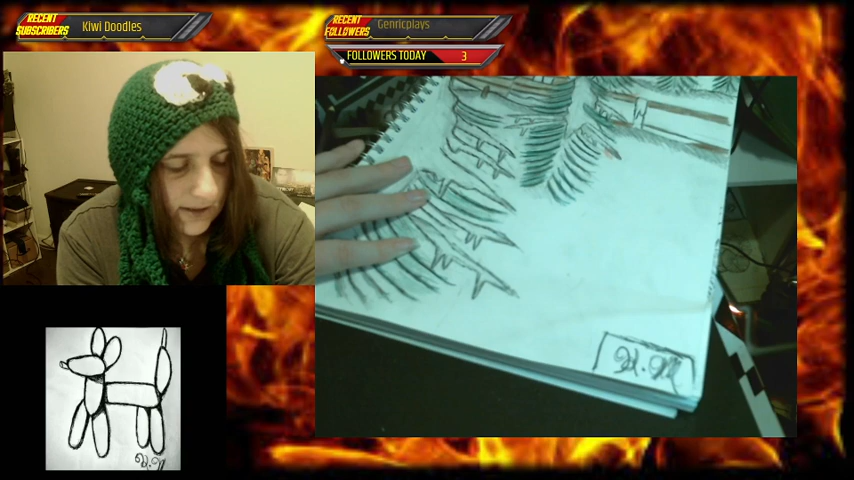 RECENT
SUBSCRIBERS
Kiwi Doodles
RECENT
FOLLOWERS
Genricplays
FOLLOWERS TODAY 3